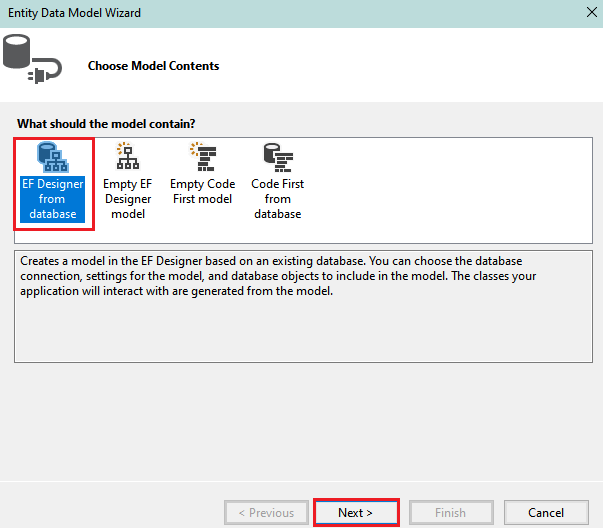 Entity Data Model Wizard
Choose Model Contents
What should the model contain?
EF Designer
from
database
Empty EF
Designer
model
Empty Code
First model
Code First
from
database
Creates a model in the EF Designer based on an existing database. You can choose the database
connection, settings for the model, and database objects to include in the model. The classes your
application will interact with are generated from the model.
< Previous
Next >
Finish
Cancel